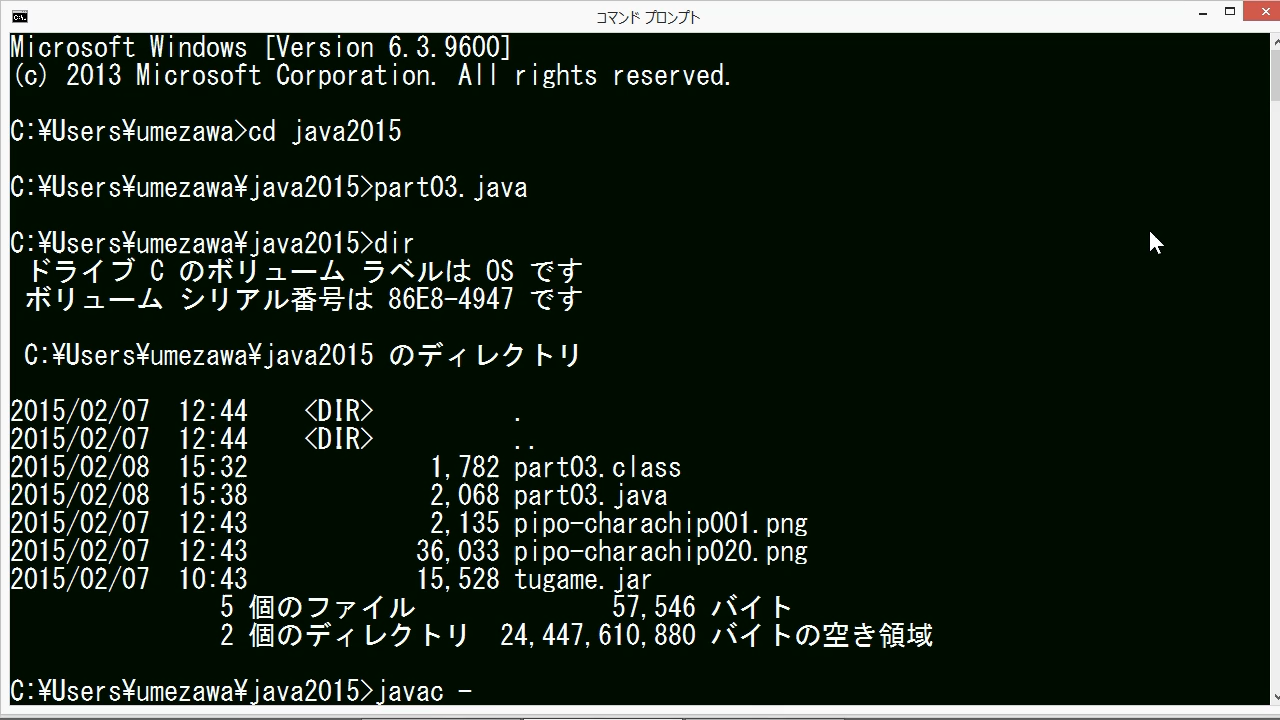 コマンド プロンプト
Microsoft Windows [Version 6.3.9600]
(c) 2013 Microsoft Corporation. All rights reserved.
C:¥Users¥umezawa>cd java2015
C:¥Users¥umezawa¥java2015>part03.java
C:¥Users¥umezawa¥java2015>dir
ドライブ C のボリューム ラベルは OS です
ボリューム シリアル番号は 86E8-4947 です
C:¥Users¥umezawa¥java2015 のディレクトリ
2015/02/07  12:44    <DIR>          .
2015/02/07  12:44    <DIR>          ..
2015/02/08  15:32             1,782 part03.class
2015/02/08  15:38             2,068 part03.java
2015/02/07  12:43             2,135 pipo-charachip001.png
2015/02/07  12:43            36,033 pipo-charachip020.png
2015/02/07  10:43            15,528 tugame.jar
5 個のファイル              57,546 バイト
2 個のディレクトリ  24,447,610,880 バイトの空き領域
C:¥Users¥umezawa¥java2015>javac -